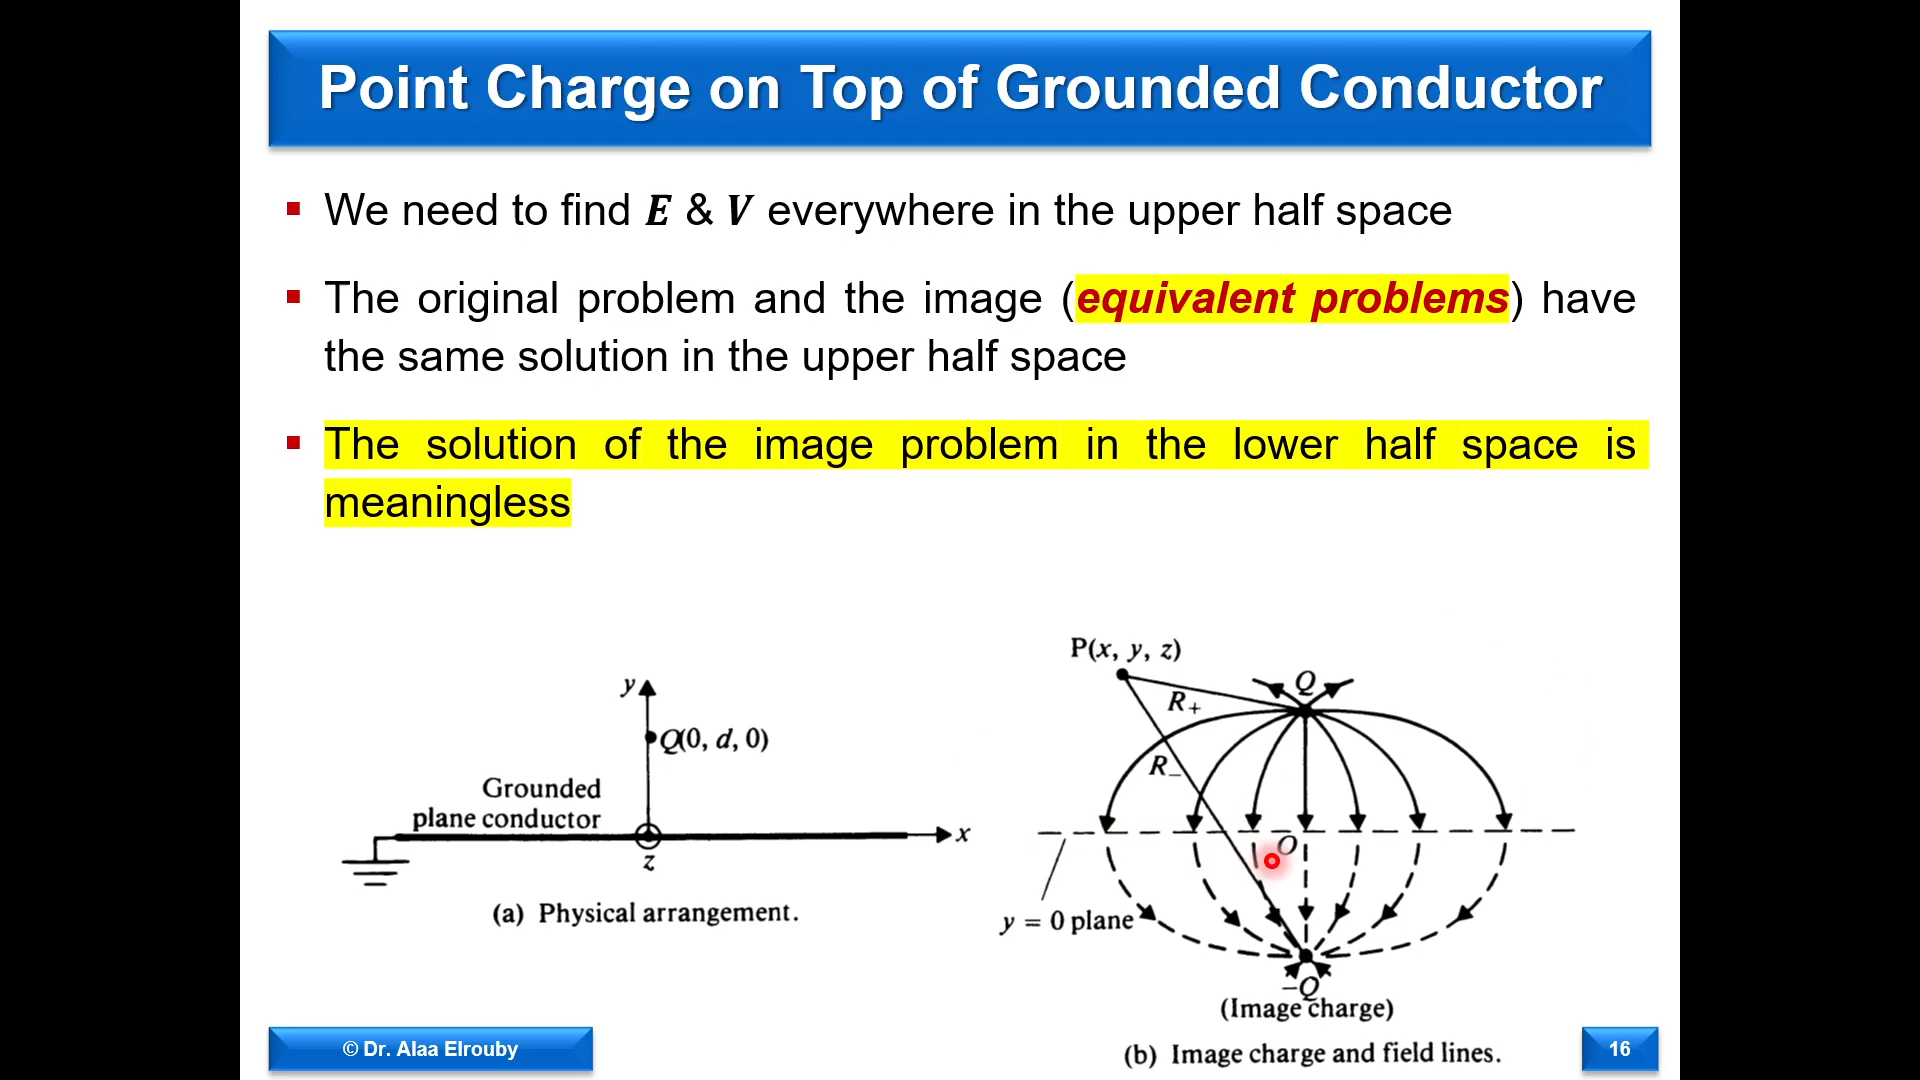 Point Charge on Top of Grounded Conductor
▪ We need to find E & V everywhere in the upper half space
▪ The original problem and the image (equivalent problems) have
the same solution in the upper half space
▪ The solution of the image problem in the lower half space is
meaningless
y
Q(0, d, 0)
Grounded
plane conductor
x
z
(a) Physical arrangement.
P(x, y, z)
Q
R₊
R₋
O
y = 0 plane
−Q
(Image charge)
(b) Image charge and field lines.
© Dr. Alaa Elrouby
16